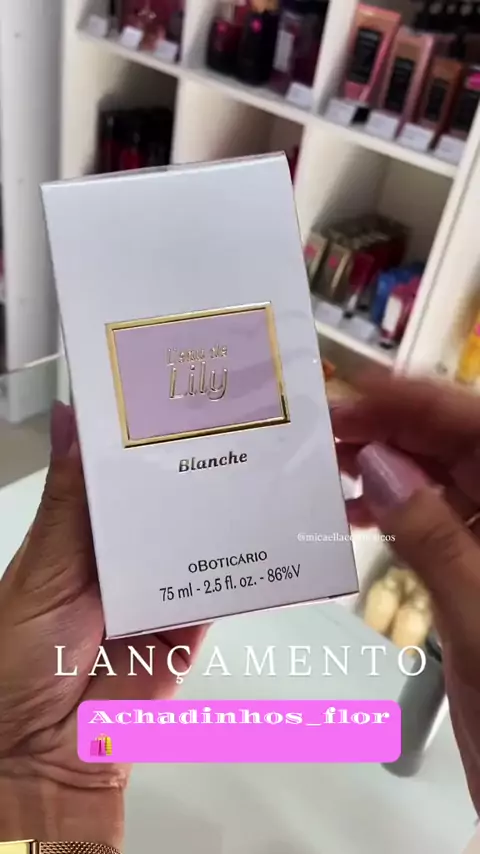 L'eau de
Lily
Blanche
oBOTICÁRIO
75 ml - 2.5 fl. oz. - 86%V
LANÇAMENTO
Achadinhos_flor
🛍️